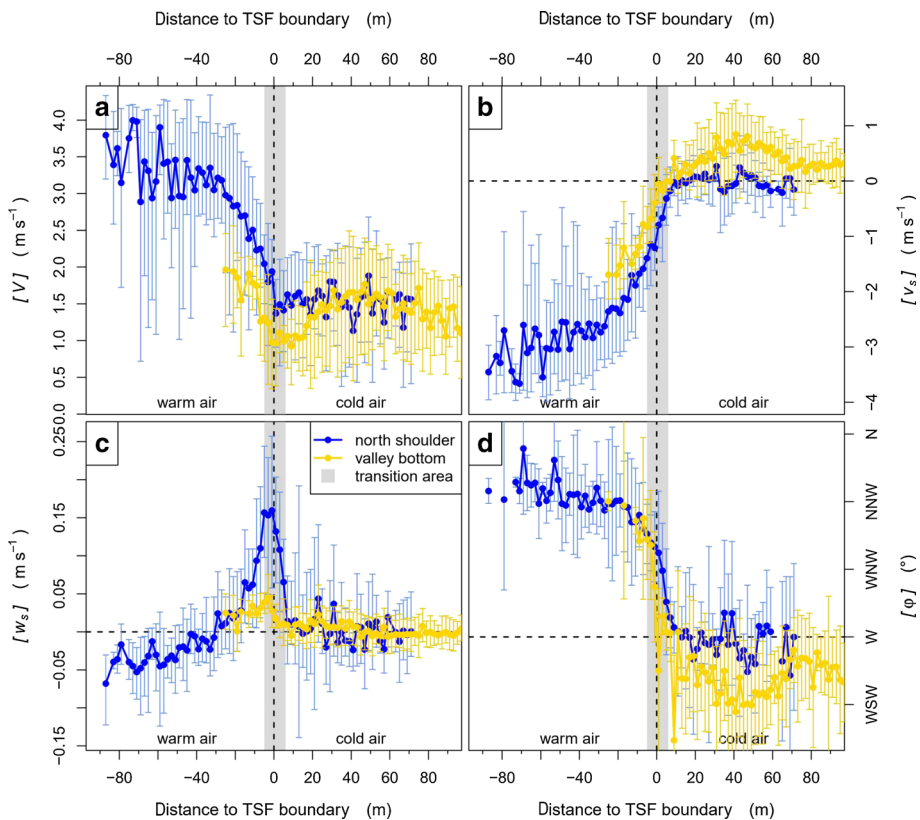 Distance to TSF boundary (m)
Distance to TSF boundary (m)
−80 −40 0 20 40 60 80
−80 −40 0 20 40 60 80
a
[V] (m s⁻¹)
4.0
3.5
3.0
2.5
2.0
1.5
1.0
0.5
0.0
warm air
cold air
b
1
0
−1
−2
−3
−4
[vₛ] (m s⁻¹)
warm air
cold air
c
[wₛ] (m s⁻¹)
0.250
0.15
0.05
−0.05
−0.15
north shoulder
valley bottom
transition area
warm air
cold air
d
N
NNW
WNW
W
WSW
[φ] (°)
warm air
cold air
−80 −40 0 20 40 60 80
−80 −40 0 20 40 60 80
Distance to TSF boundary (m)
Distance to TSF boundary (m)